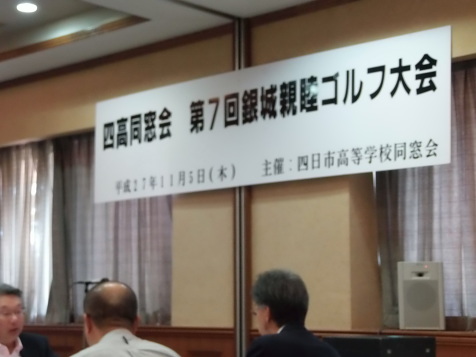 四高同窓会 第7回銀城親睦ゴルフ大会
平成27年11月5日(木) 主催:四日市高等学校同窓会